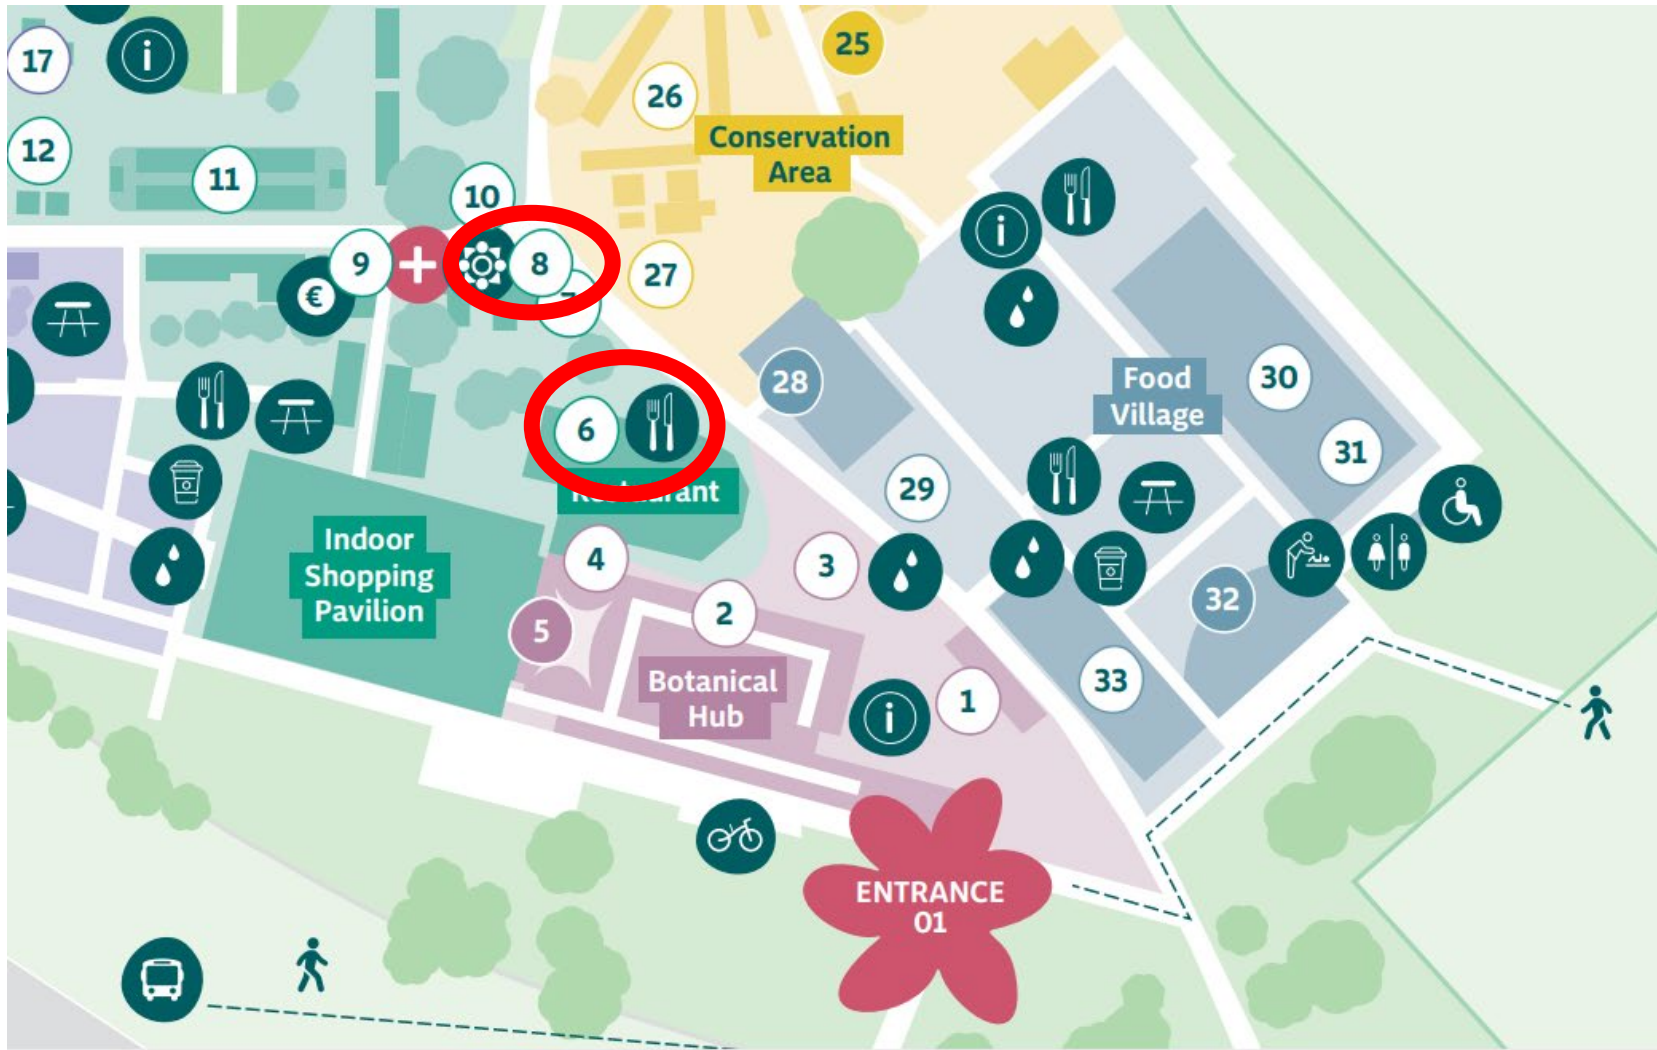 17
25
26
12
Conservation
Area
11
10
9
8
27
€
28
Food
Village
30
6
31
29
Restaurant
Indoor
Shopping
Pavilion
4
3
32
2
5
Botanical
Hub
33
1
ENTRANCE
01